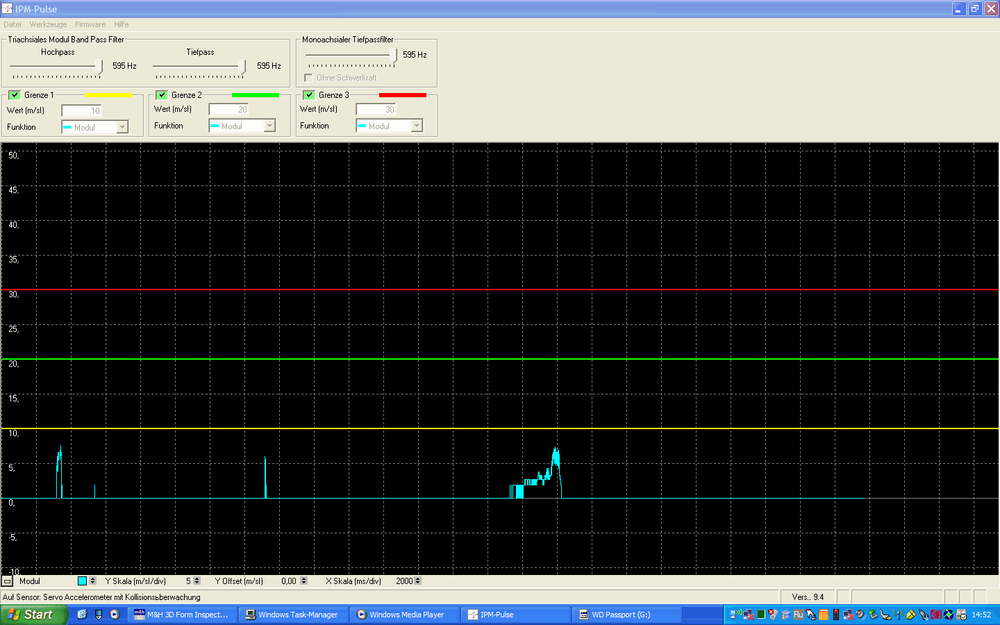 IPM-Pulse
Datei Werkzeuge Firmware Hilfe
Triachsiales Modul Band Pass Filter
Hochpass
Tiefpass
595 Hz
595 Hz
Monoachsialer Tiefpassfilter
595 Hz
Ohne Schwerkraft
Grenze 1
Wert (m/sl) 10
Funktion Modul
Grenze 2
Wert (m/sl) 20
Funktion Modul
Grenze 3
Wert (m/sl) 30
Funktion Modul
50,
45,
40,
35,
30,
25,
20,
15,
10,
5,
0,
-5,
-10,
Modul Y Skala (m/sl/div) 5 Y Offset (m/sl) 0,00 X Skala (ms/div) 2000
Auf Sensor: Servo Accelerometer mit Kollisionsьberwachung Vers.. 9.4
Start M&H 3D Form Inspect... Windows Task-Manager Windows Media Player IPM-Pulse WD Passport (G:) Ru 14:52